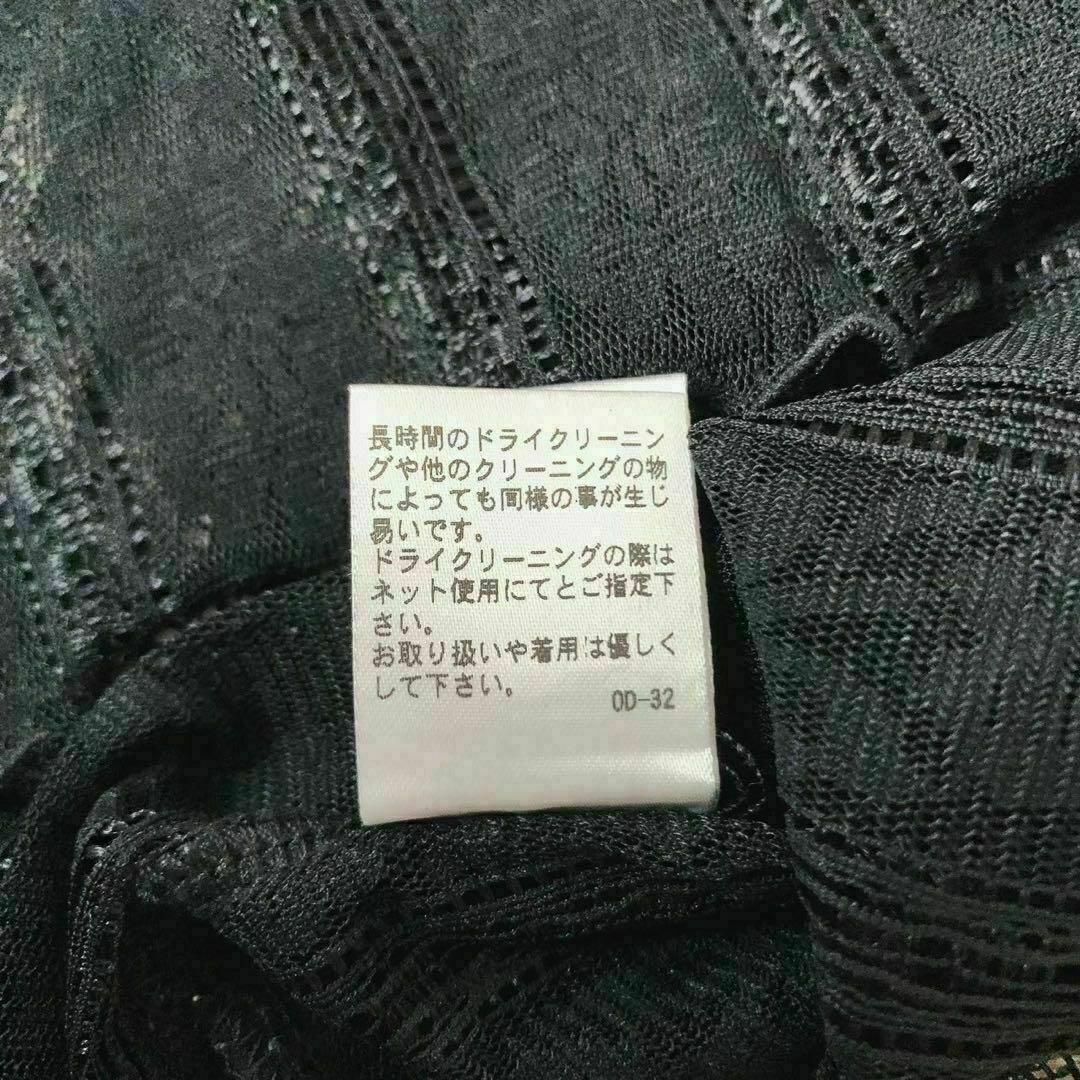 長時間のドライクリーニン
グや他のクリーニングの物
によっても同様の事が生じ
易いです。
ドライクリーニングの際は
ネット使用にてとご指定下
さい。
お取り扱いや着用は優しく
して下さい。
OD-32